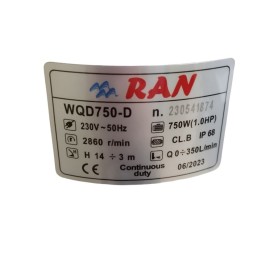 RAN
WQD750-D n. 230541874
230V~50Hz 750W(1.0HP)
2860 r/min CL.B IP 68
H 14÷3 m Q 0÷350L/min
CE Continuous duty 06/2023